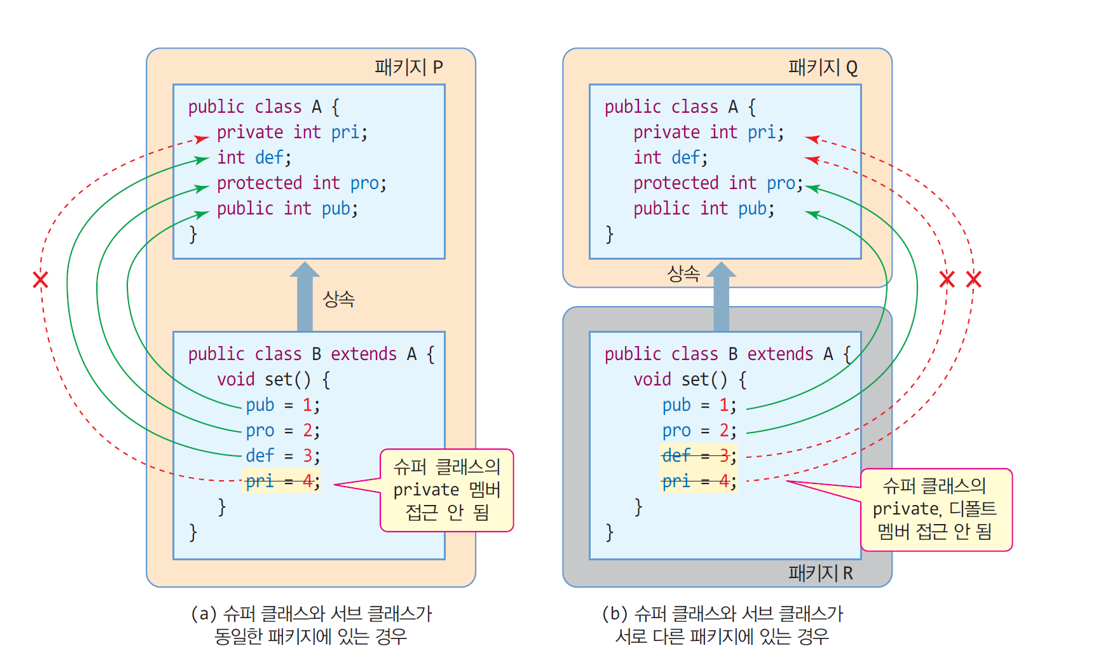 패키지 P
public class A {
private int pri;
int def;
protected int pro;
public int pub;
}
상속
public class B extends A {
void set() {
pub = 1;
pro = 2;
def = 3;
pri = 4;
}
}
슈퍼 클래스의
private 멤버
접근 안 됨
(a) 슈퍼 클래스와 서브 클래스가
동일한 패키지에 있는 경우
패키지 Q
public class A {
private int pri;
int def;
protected int pro;
public int pub;
}
상속
public class B extends A {
void set() {
pub = 1;
pro = 2;
def = 3;
pri = 4;
}
}
슈퍼 클래스의
private, 디폴트
멤버 접근 안 됨
패키지 R
(b) 슈퍼 클래스와 서브 클래스가
서로 다른 패키지에 있는 경우